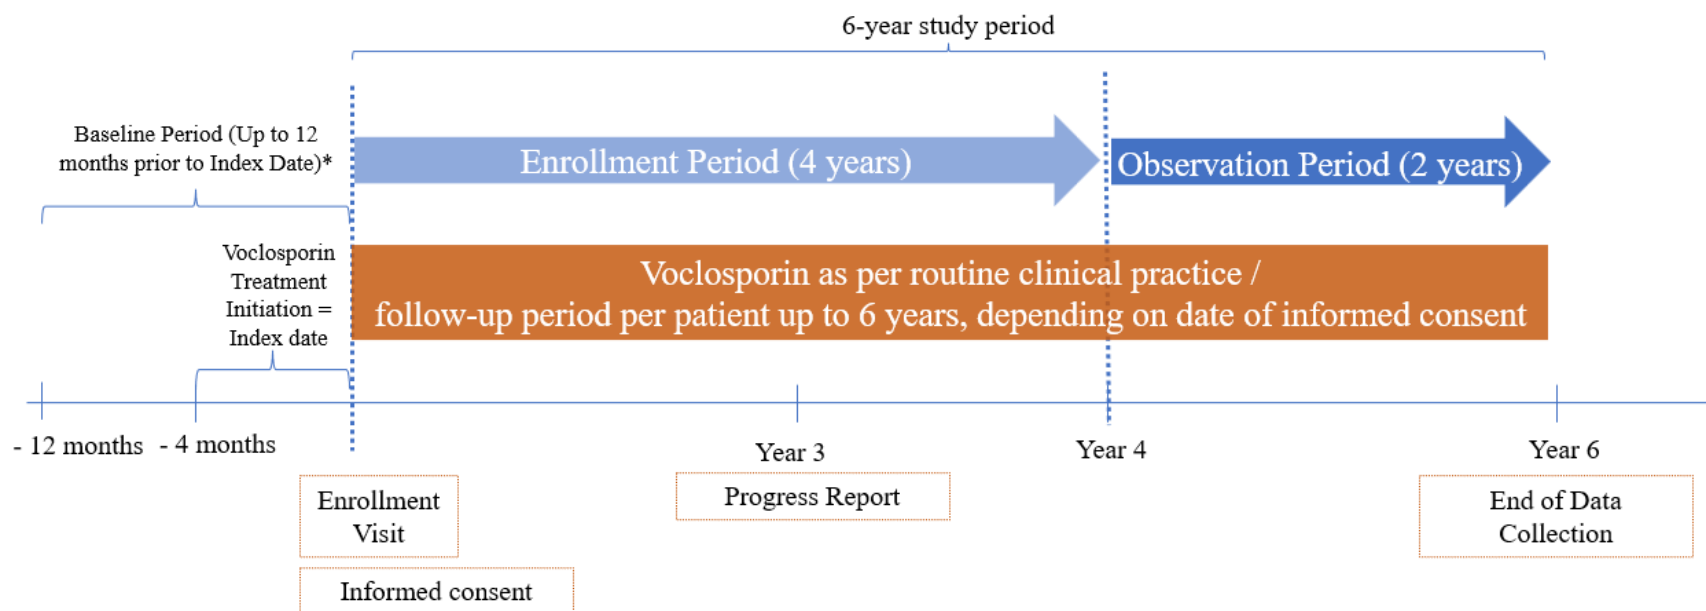 6-year study period
Baseline Period (Up to 12
months prior to Index Date)*
Enrollment Period (4 years)
Observation Period (2 years)
Voclosporin
Treatment
Initiation =
Index date
Voclosporin as per routine clinical practice /
follow-up period per patient up to 6 years, depending on date of informed consent
- 12 months
- 4 months
Year 3
Year 4
Year 6
Enrollment
Visit
Progress Report
End of Data
Collection
Informed consent